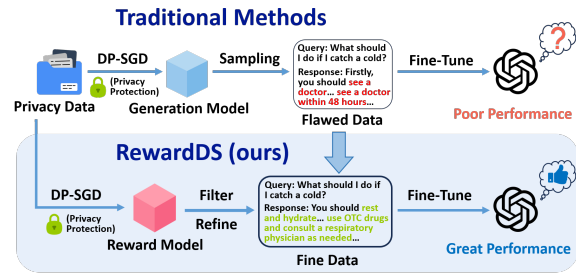 Traditional Methods
DP-SGD
(Privacy
Protection)
Privacy Data
Generation Model
Sampling
Query: What should
I do if I catch a cold?
Response: Firstly,
you should see a
doctor... see a doctor
within 48 hours...
Flawed Data
Fine-Tune
?
Poor Performance
RewardDS (ours)
DP-SGD
(Privacy
Protection)
Reward Model
Filter
Refine
Query: What should I do if
I catch a cold?
Response: You should rest
and hydrate... use OTC drugs
and consult a respiratory
physician as needed...
Fine Data
Fine-Tune
Great Performance